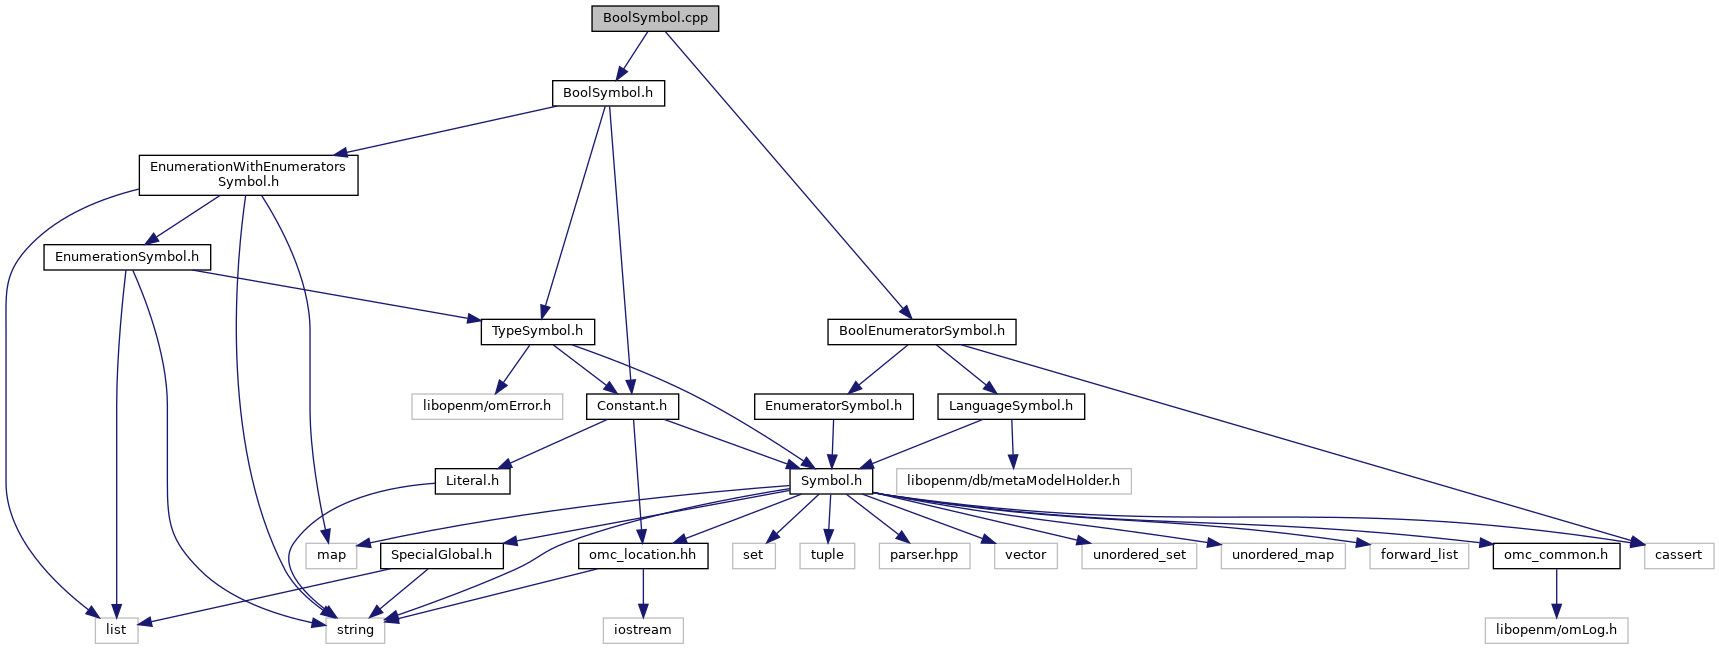 BoolSymbol.cpp
BoolSymbol.h
EnumerationWithEnumerators
Symbol.h
EnumerationSymbol.h
TypeSymbol.h
BoolEnumeratorSymbol.h
libopenm/omError.h
Constant.h
EnumeratorSymbol.h
LanguageSymbol.h
Literal.h
Symbol.h
libopenm/db/metaModelHolder.h
map
SpecialGlobal.h
omc_location.hh
set
tuple
parser.hpp
vector
unordered_set
unordered_map
forward_list
omc_common.h
cassert
list
string
iostream
libopenm/omLog.h